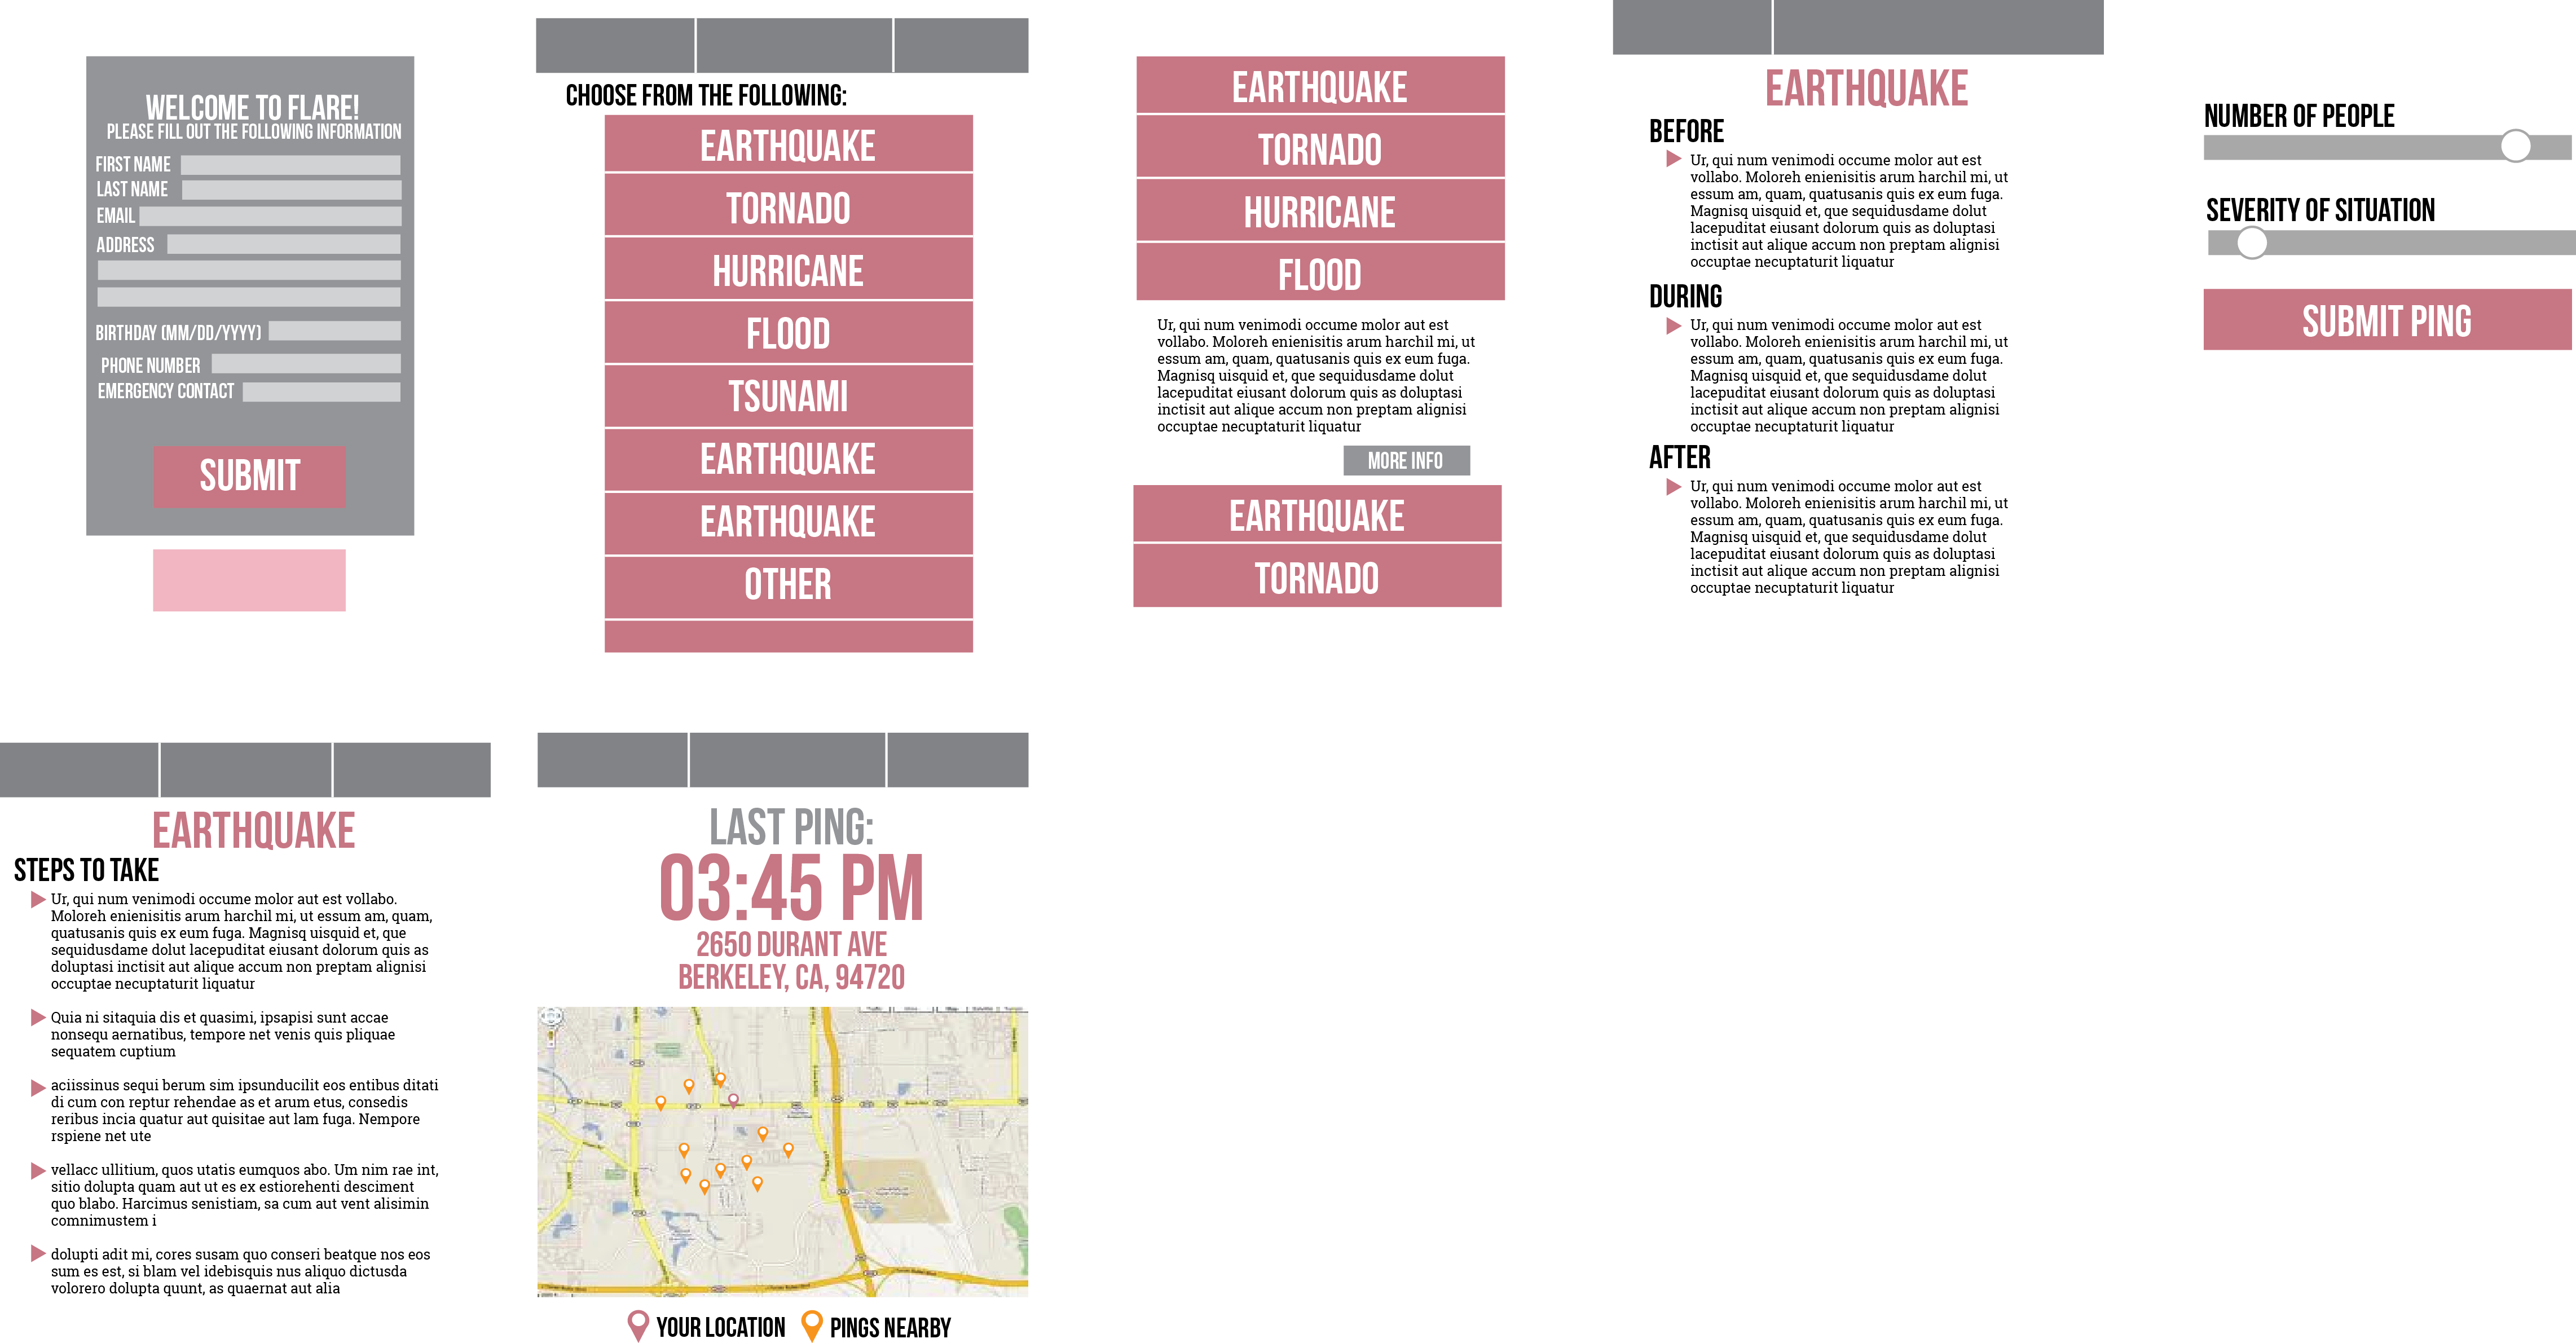 WELCOME TO FLARE!
PLEASE FILL OUT THE FOLLOWING INFORMATION
FIRST NAME
LAST NAME
EMAIL
ADDRESS
BIRTHDAY (MM/DD/YYYY)
PHONE NUMBER
EMERGENCY CONTACT
SUBMIT
CHOOSE FROM THE FOLLOWING:
EARTHQUAKE
TORNADO
HURRICANE
FLOOD
TSUNAMI
EARTHQUAKE
EARTHQUAKE
OTHER
EARTHQUAKE
TORNADO
HURRICANE
FLOOD
Ur, qui num venimodi occume molor aut est
vollabo. Moloreh enienisitis arum harchil mi, ut
essum am, quam, quatusanis quis ex eum fuga.
Magnisq uisquid et, que sequidusdame dolut
lacepuditat eiusant dolorum quis as doluptasi
inctisit aut alique accum non preptam alignisi
occuptae necuptaturit liquatur
MORE INFO
EARTHQUAKE
TORNADO
EARTHQUAKE
BEFORE
Ur, qui num venimodi occume molor aut est
vollabo. Moloreh enienisitis arum harchil mi, ut
essum am, quam, quatusanis quis ex eum fuga.
Magnisq uisquid et, que sequidusdame dolut
lacepuditat eiusant dolorum quis as doluptasi
inctisit aut alique accum non preptam alignisi
occuptae necuptaturit liquatur
DURING
Ur, qui num venimodi occume molor aut est
vollabo. Moloreh enienisitis arum harchil mi, ut
essum am, quam, quatusanis quis ex eum fuga.
Magnisq uisquid et, que sequidusdame dolut
lacepuditat eiusant dolorum quis as doluptasi
inctisit aut alique accum non preptam alignisi
occuptae necuptaturit liquatur
AFTER
Ur, qui num venimodi occume molor aut est
vollabo. Moloreh enienisitis arum harchil mi, ut
essum am, quam, quatusanis quis ex eum fuga.
Magnisq uisquid et, que sequidusdame dolut
lacepuditat eiusant dolorum quis as doluptasi
inctisit aut alique accum non preptam alignisi
occuptae necuptaturit liquatur
NUMBER OF PEOPLE
SEVERITY OF SITUATION
SUBMIT PING
EARTHQUAKE
STEPS TO TAKE
Ur, qui num venimodi occume molor aut est vollabo.
Moloreh enienisitis arum harchil mi, ut essum am, quam,
quatusanis quis ex eum fuga. Magnisq uisquid et, que
sequidusdame dolut lacepuditat eiusant dolorum quis as
doluptasi inctisit aut alique accum non preptam alignisi
occuptae necuptaturit liquatur
Quia ni sitaquia dis et quasimi, ipsapisi sunt accae
nonsequ aernatibus, tempore net venis quis pliquae
sequatem cuptium
aciissinus sequi berum sim ipsunducilit eos entibus ditati
di cum con reptur rehendae as et arum etus, consedis
reribus incia quatur aut quisitae aut lam fuga. Nempore
rspiene net ute
vellacc ullitium, quos utatis eumquos abo. Um nim rae int,
sitio dolupta quam aut ut es ex estiorehenti desciment
quo blabo. Harcimus senistiam, sa cum aut vent alisimin
comnimustem i
dolupti adit mi, cores susam quo conseri beatque nos eos
sum es est, si blam vel idebisquis nus aliquo dictusda
volorero dolupta quunt, as quaernat aut alia
LAST PING:
03:45 PM
2650 DURANT AVE
BERKELEY, CA, 94720
YOUR LOCATION
PINGS NEARBY